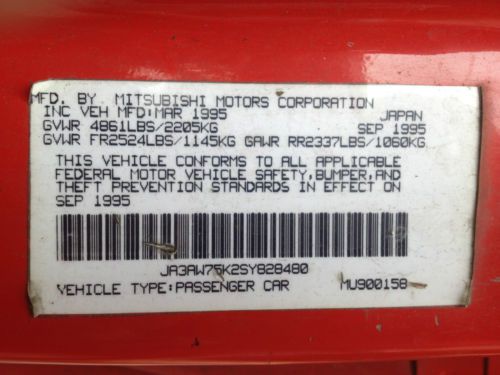 MFD. BY MITSUBISHI MOTORS CORPORATION
INC VEH MFD:MAR 1995 JAPAN
GVWR 4861LBS/2205KG SEP 1995
GVWR FR2524LBS/1145KG GAWR RR2337LBS/1060KG
THIS VEHICLE CONFORMS TO ALL APPLICABLE
FEDERAL MOTOR VEHICLE SAFETY,BUMPER,AND
THEFT PREVENTION STANDARDS IN EFFECT ON
SEP 1995
JA3AW75K2SY828480
VEHICLE TYPE:PASSENGER CAR MU900158